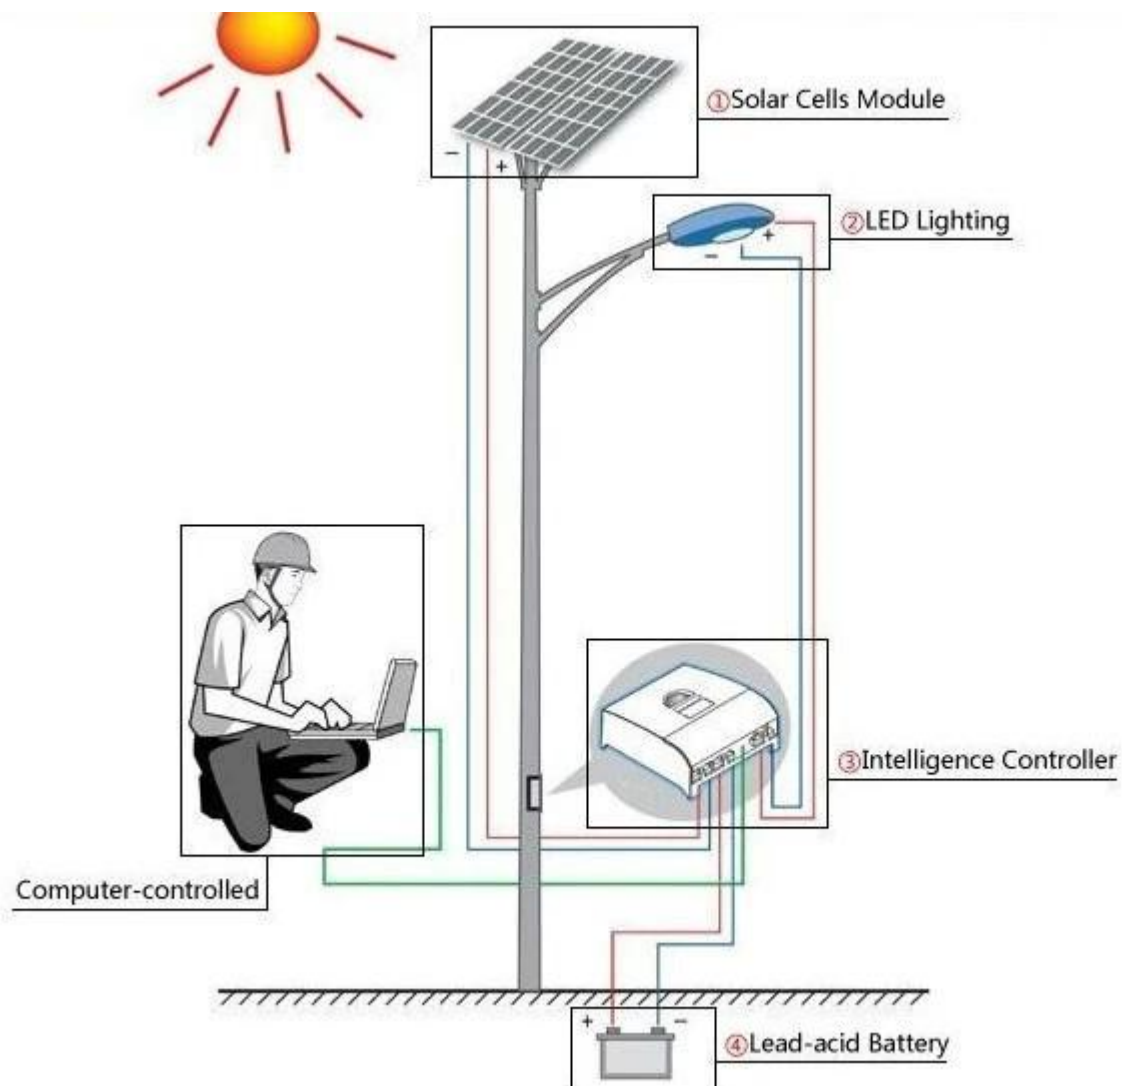 ①Solar Cells Module
- +
②LED Lighting
+
-
③Intelligence Controller
Computer-controlled
+ -
④Lead-acid Battery